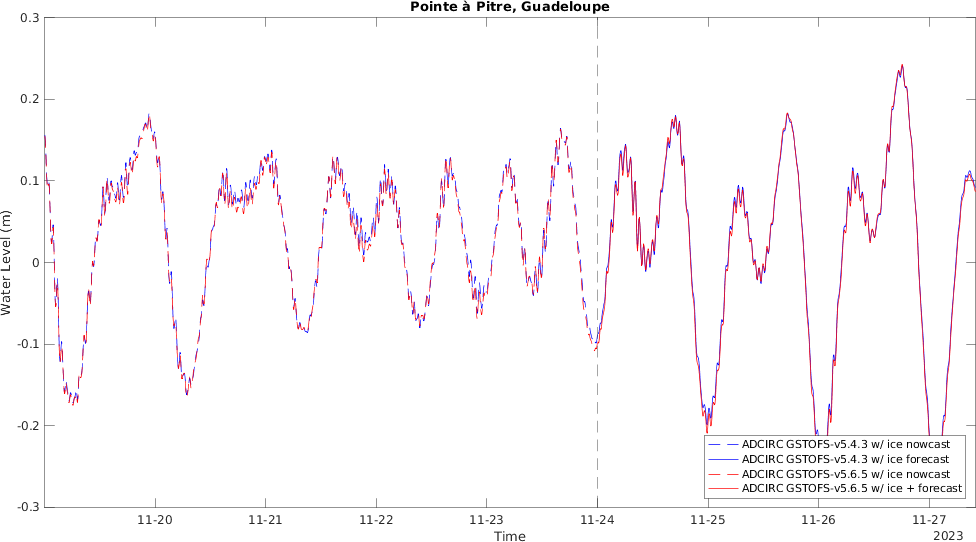 Pointe à Pitre, Guadeloupe
0.3
0.2
0.1
0
-0.1
-0.2
-0.3
Water Level (m)
ADCIRC GSTOFS-v5.4.3 w/ ice nowcast
ADCIRC GSTOFS-v5.4.3 w/ ice forecast
ADCIRC GSTOFS-v5.6.5 w/ ice nowcast
ADCIRC GSTOFS-v5.6.5 w/ ice + forecast
11-20 11-21 11-22 11-23 11-24 11-25 11-26 11-27
Time
2023